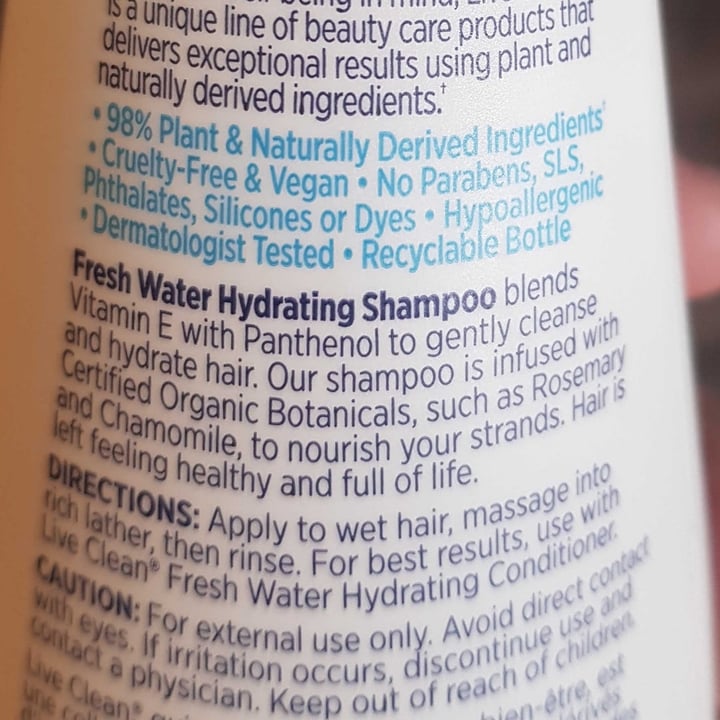 is a unique line of beauty care products that
delivers exceptional results using plant and
naturally derived ingredients.†
• 98% Plant & Naturally Derived Ingredients†
• Cruelty-Free & Vegan • No Parabens, SLS,
Phthalates, Silicones or Dyes • Hypoallergenic
• Dermatologist Tested • Recyclable Bottle
Fresh Water Hydrating Shampoo blends
Vitamin E with Panthenol to gently cleanse
and hydrate hair. Our shampoo is infused with
Certified Organic Botanicals, such as Rosemary
and Chamomile, to nourish your strands. Hair is
left feeling healthy and full of life.
DIRECTIONS: Apply to wet hair, massage into
rich lather, then rinse. For best results, use with
Live Clean® Fresh Water Hydrating Conditioner.
CAUTION: For external use only. Avoid direct contact
with eyes. If irritation occurs, discontinue use and
contact a physician. Keep out of reach of children.
Live Clean® bien-être, est
une